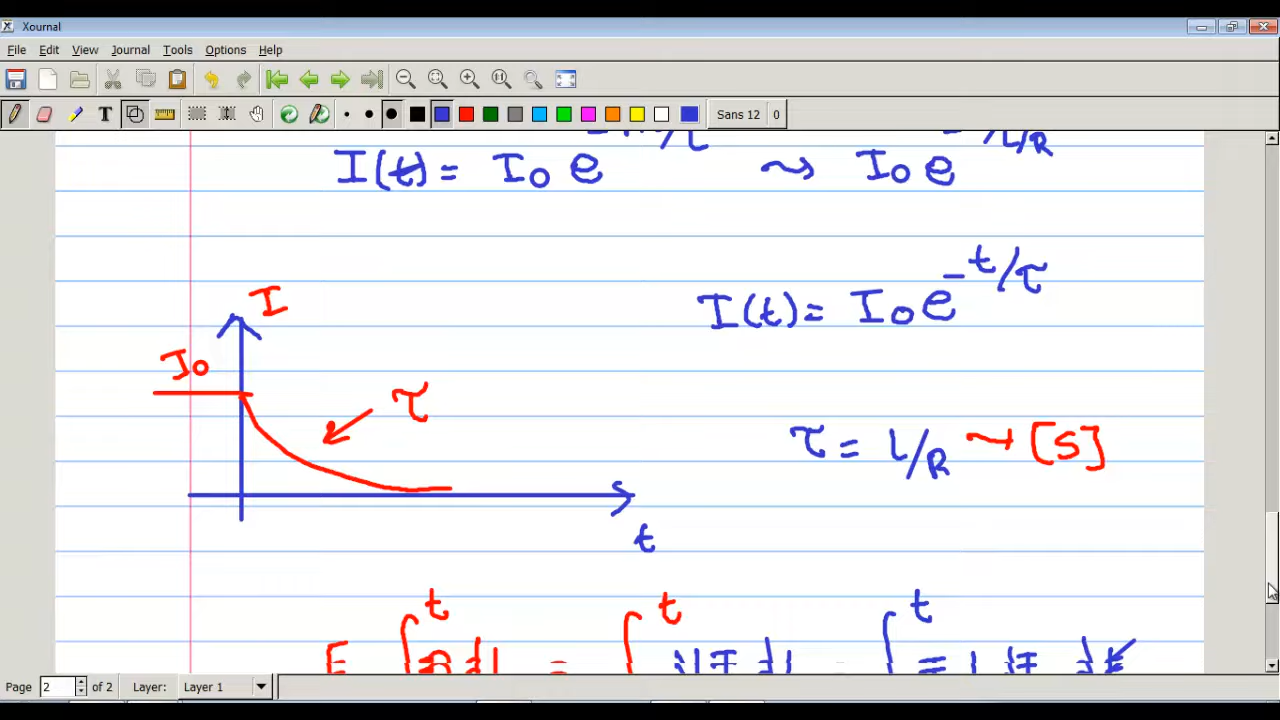 Xournal
File Edit View Journal Tools Options Help
T Sans 12 0
I(t) = I₀ e ⇝ I₀ e
L/R
I
I(t) = I₀ e^-t/τ
I₀
τ
τ = L/R ⇝ [S]
t
t t t
Page 2 of 2 Layer: Layer 1